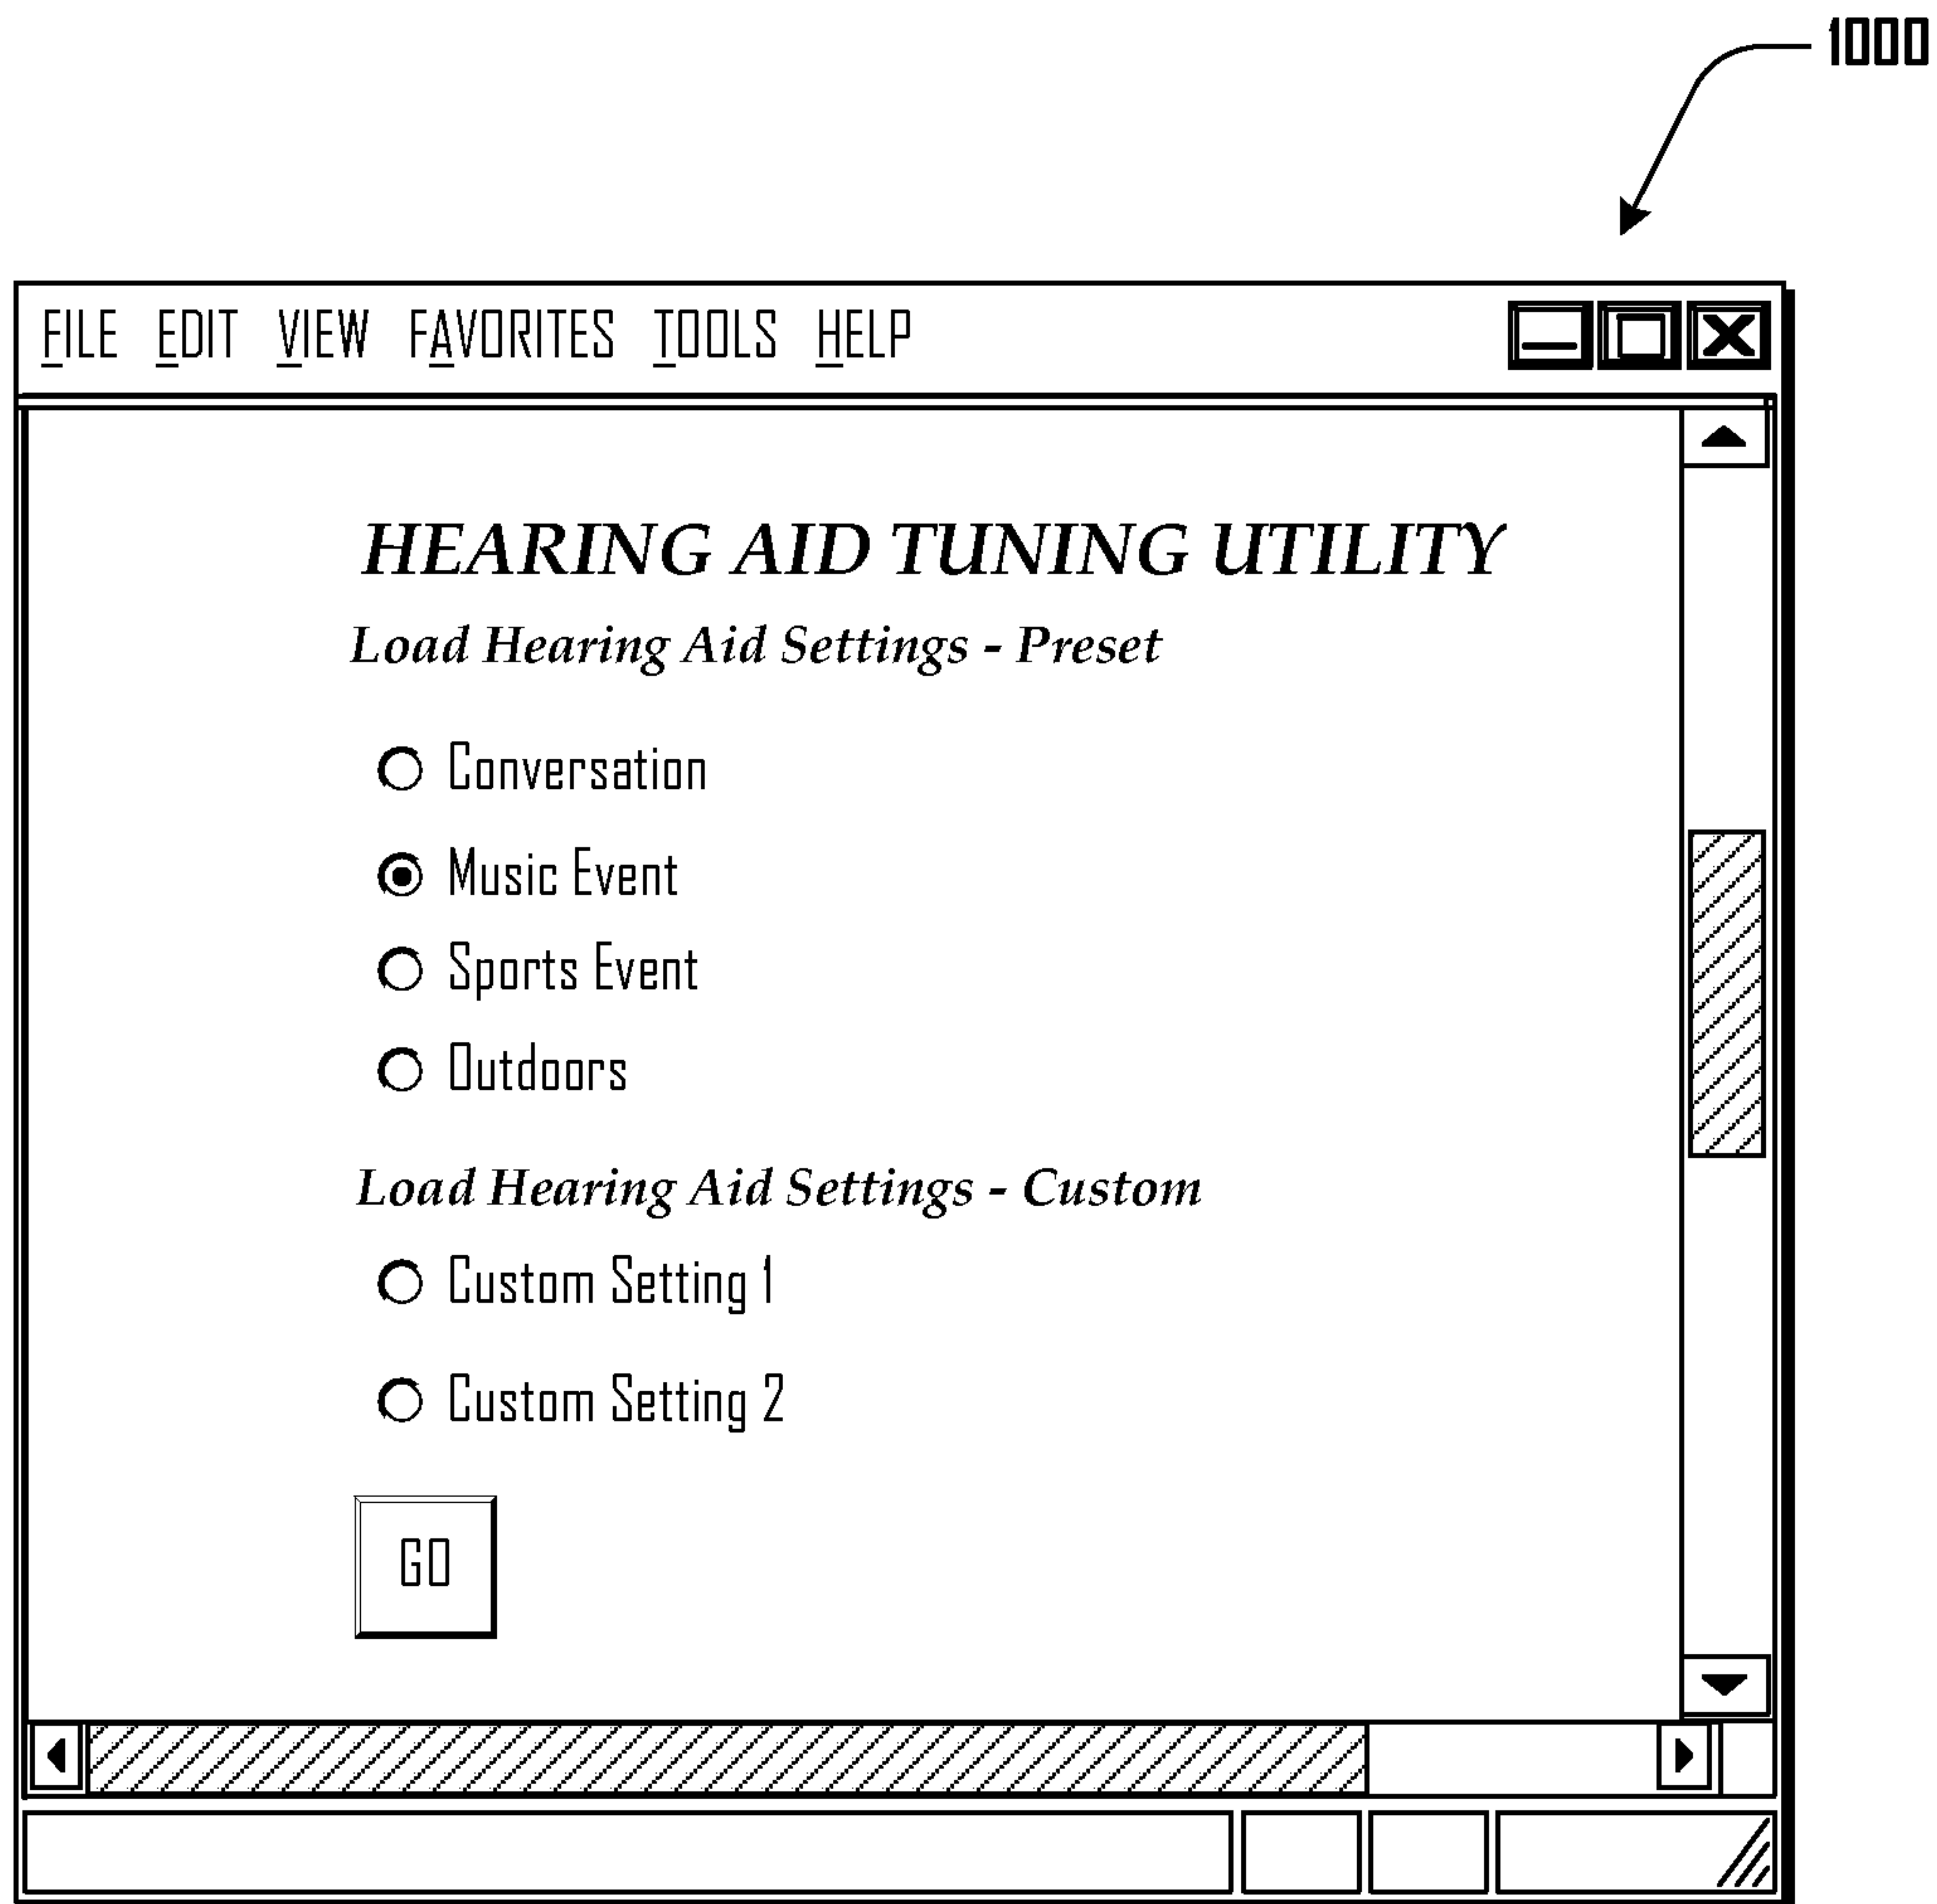 1000
FILE EDIT VIEW FAVORITES TOOLS HELP
HEARING AID TUNING UTILITY
Load Hearing Aid Settings - Preset
Conversation
Music Event
Sports Event
Outdoors
Load Hearing Aid Settings - Custom
Custom Setting 1
Custom Setting 2
GO